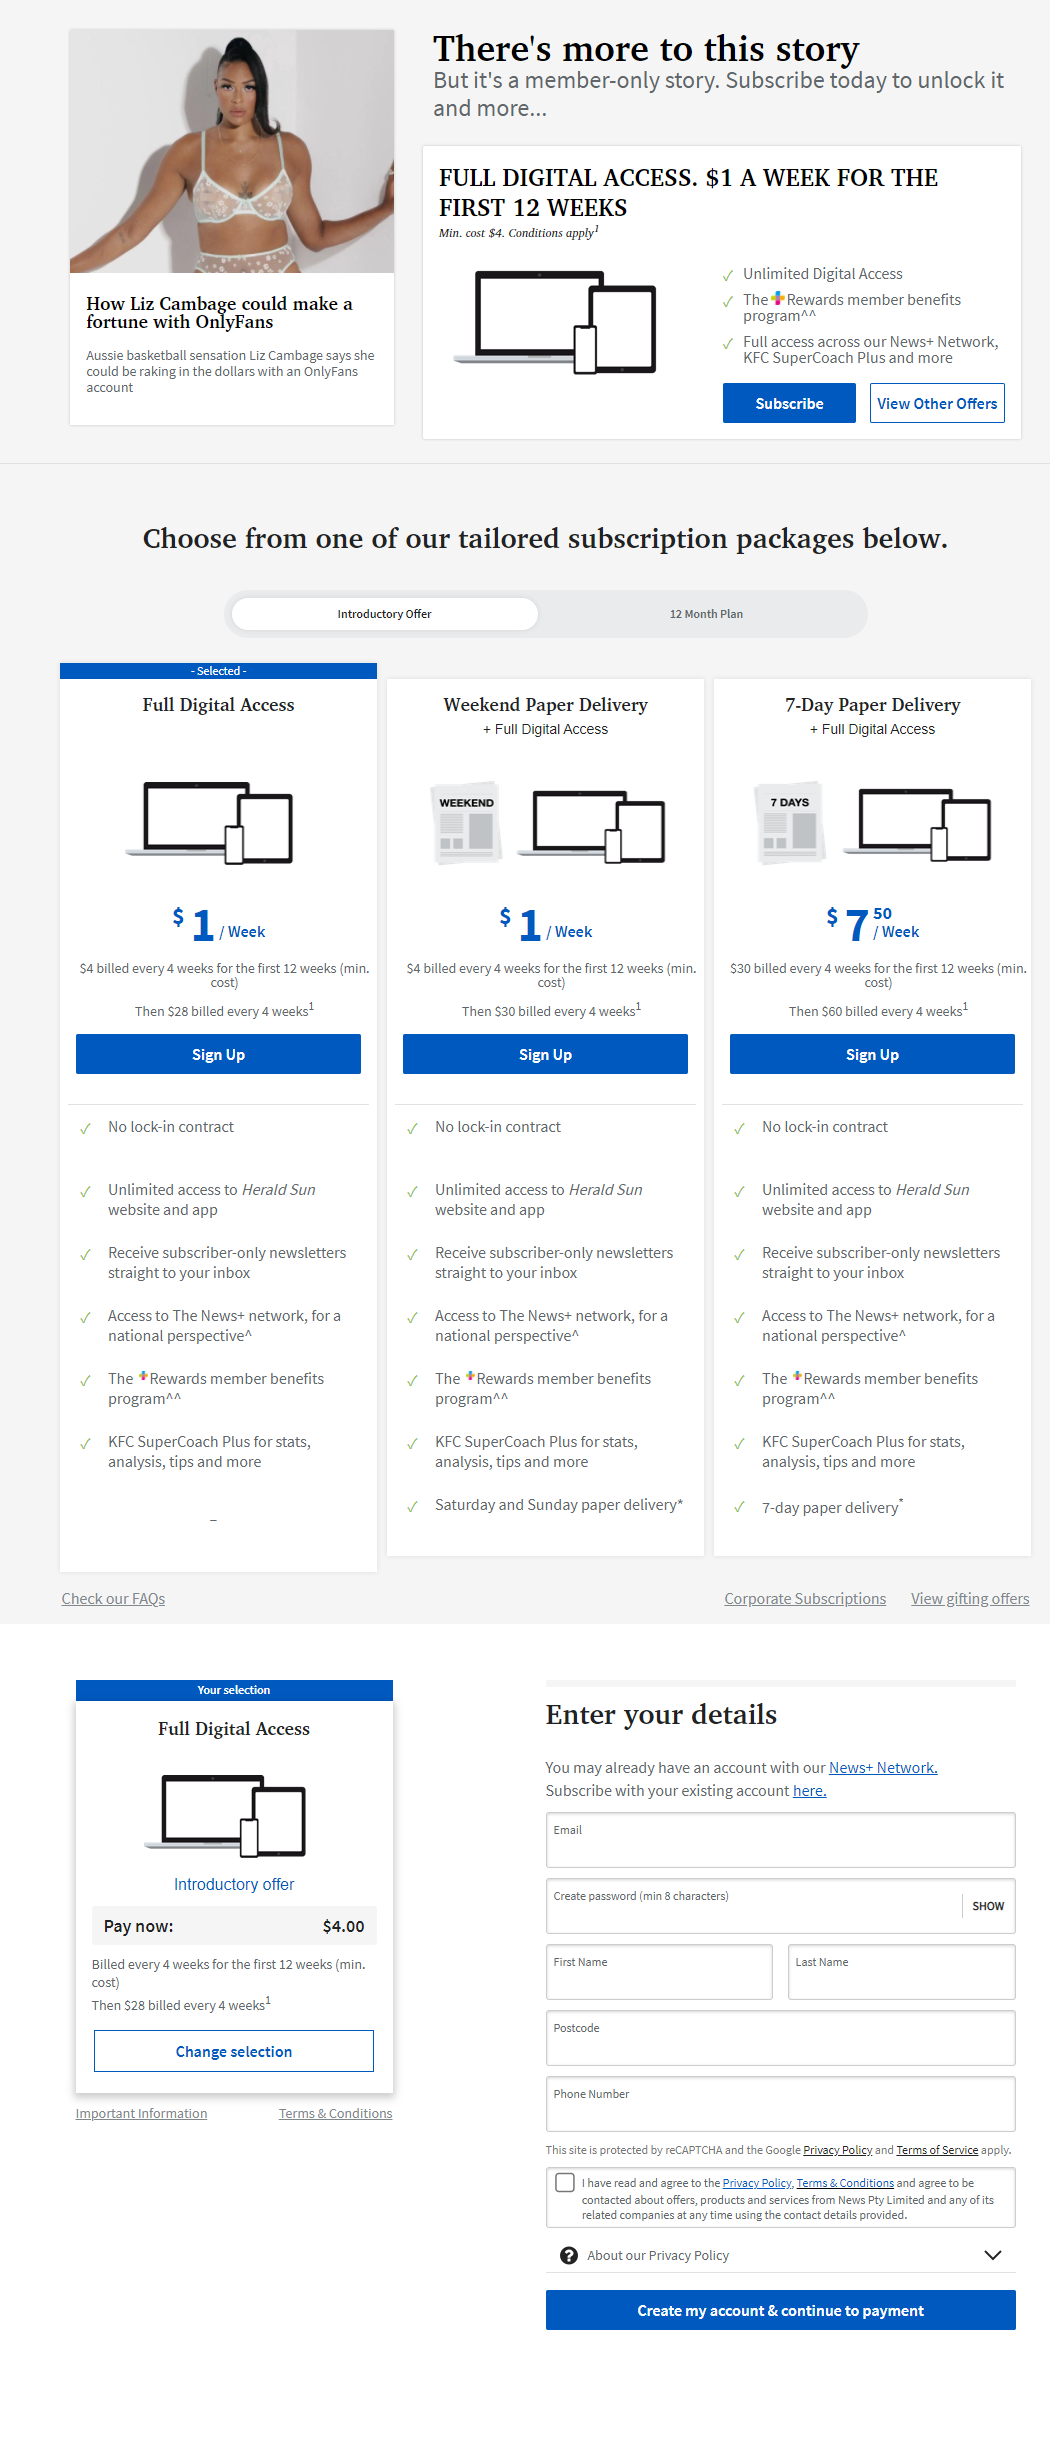 There's more to this story
But it's a member-only story. Subscribe today to unlock it
and more...
How Liz Cambage could make a
fortune with OnlyFans
Aussie basketball sensation Liz Cambage says she
could be raking in the dollars with an OnlyFans
account
FULL DIGITAL ACCESS. $1 A WEEK FOR THE
FIRST 12 WEEKS
Min. cost $4. Conditions apply1
Unlimited Digital Access
The Rewards member benefits
program^^
Full access across our News+ Network,
KFC SuperCoach Plus and more
Subscribe
View Other Offers
Choose from one of our tailored subscription packages below.
Introductory Offer
12 Month Plan
- Selected -
Full Digital Access
$ 1 / Week
$4 billed every 4 weeks for the first 12 weeks (min.
cost)
Then $28 billed every 4 weeks1
Sign Up
No lock-in contract
Unlimited access to Herald Sun
website and app
Receive subscriber-only newsletters
straight to your inbox
Access to The News+ network, for a
national perspective^
The Rewards member benefits
program^^
KFC SuperCoach Plus for stats,
analysis, tips and more
–
Weekend Paper Delivery
+ Full Digital Access
WEEKEND
$ 1 / Week
$4 billed every 4 weeks for the first 12 weeks (min.
cost)
Then $30 billed every 4 weeks1
Sign Up
No lock-in contract
Unlimited access to Herald Sun
website and app
Receive subscriber-only newsletters
straight to your inbox
Access to The News+ network, for a
national perspective^
The Rewards member benefits
program^^
KFC SuperCoach Plus for stats,
analysis, tips and more
Saturday and Sunday paper delivery*
7-Day Paper Delivery
+ Full Digital Access
7 DAYS
$ 7 50 / Week
$30 billed every 4 weeks for the first 12 weeks (min.
cost)
Then $60 billed every 4 weeks1
Sign Up
No lock-in contract
Unlimited access to Herald Sun
website and app
Receive subscriber-only newsletters
straight to your inbox
Access to The News+ network, for a
national perspective^
The Rewards member benefits
program^^
KFC SuperCoach Plus for stats,
analysis, tips and more
7-day paper delivery*
Check our FAQs
Corporate Subscriptions
View gifting offers
Your selection
Full Digital Access
Introductory offer
Pay now: $4.00
Billed every 4 weeks for the first 12 weeks (min.
cost)
Then $28 billed every 4 weeks1
Change selection
Important Information
Terms & Conditions
Enter your details
You may already have an account with our News+ Network.
Subscribe with your existing account here.
Email
Create password (min 8 characters)
SHOW
First Name
Last Name
Postcode
Phone Number
This site is protected by reCAPTCHA and the Google Privacy Policy and Terms of Service apply.
I have read and agree to the Privacy Policy, Terms & Conditions and agree to be
contacted about offers, products and services from News Pty Limited and any of its
related companies at any time using the contact details provided.
About our Privacy Policy
Create my account & continue to payment